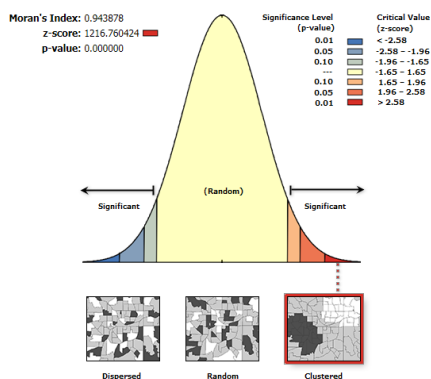 Moran's Index: 0.943878
z-score: 1216.760424
p-value: 0.000000
Significance Level (p-value)
Critical Value (z-score)
0.01 < -2.58
0.05 -2.58 – -1.96
0.10 -1.96 – -1.65
--- -1.65 – 1.65
0.10 1.65 – 1.96
0.05 1.96 – 2.58
0.01 > 2.58
(Random)
Significant
Significant
Dispersed
Random
Clustered